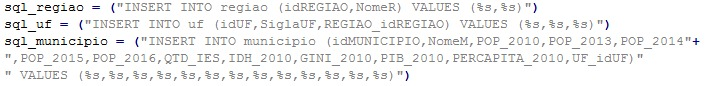 sql_regiao = ("INSERT INTO regiao (idREGIAO,NomeR) VALUES (%s,%s)")
sql_uf = ("INSERT INTO uf (idUF,SiglaUF,REGIAO_idREGIAO) VALUES (%s,%s,%s)")
sql_municipio = ("INSERT INTO municipio (idMUNICIPIO,NomeM,POP_2010,POP_2013,POP_2014"+
",POP_2015,POP_2016,QTD_IES,IDH_2010,GINI_2010,PIB_2010,PERCAPITA_2010,UF_idUF)"
" VALUES (%s,%s,%s,%s,%s,%s,%s,%s,%s,%s,%s,%s,%s)")